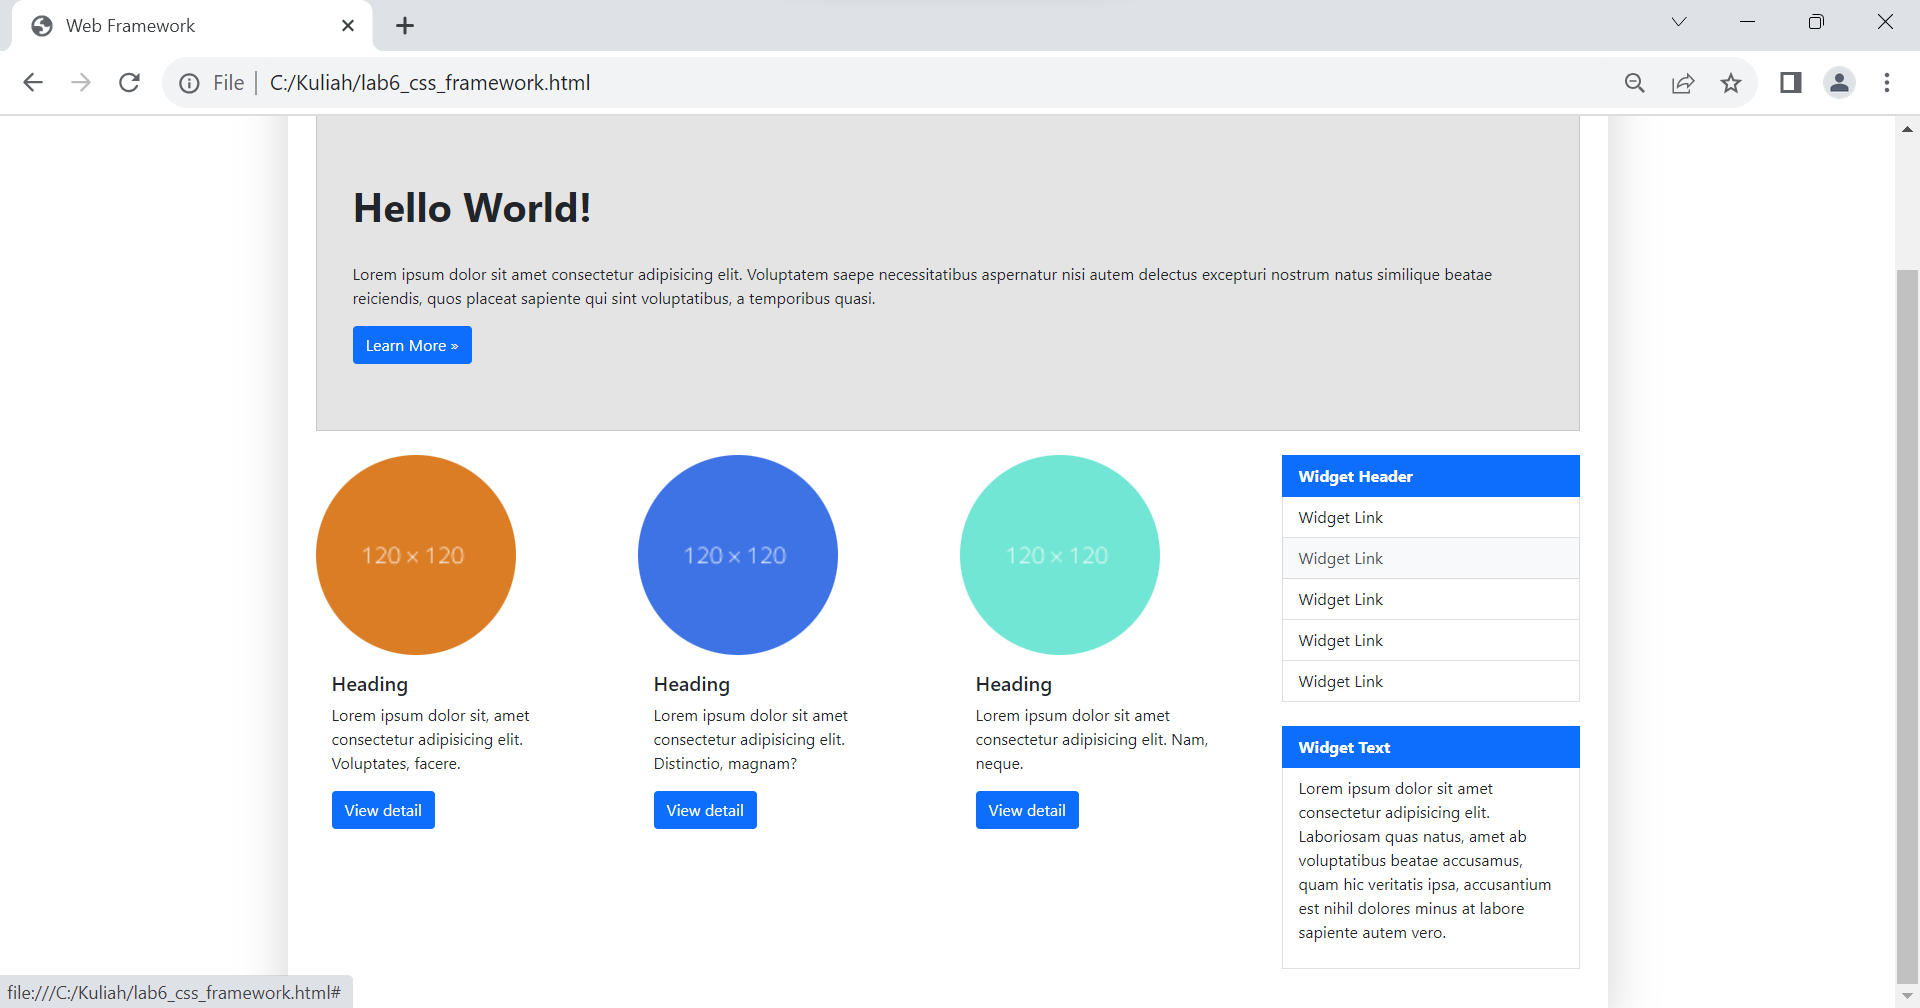 Web Framework
File
C:/Kuliah/lab6_css_framework.html
Hello World!
Lorem ipsum dolor sit amet consectetur adipisicing elit. Voluptatem saepe necessitatibus aspernatur nisi autem delectus excepturi nostrum natus similique beatae
reiciendis, quos placeat sapiente qui sint voluptatibus, a temporibus quasi.
Learn More »
120 × 120
Heading
Lorem ipsum dolor sit, amet
consectetur adipisicing elit.
Voluptates, facere.
View detail
120 × 120
Heading
Lorem ipsum dolor sit amet
consectetur adipisicing elit.
Distinctio, magnam?
View detail
120 × 120
Heading
Lorem ipsum dolor sit amet
consectetur adipisicing elit. Nam,
neque.
View detail
Widget Header
Widget Link
Widget Link
Widget Link
Widget Link
Widget Link
Widget Text
Lorem ipsum dolor sit amet
consectetur adipisicing elit.
Laboriosam quas natus, amet ab
voluptatibus beatae accusamus,
quam hic veritatis ipsa, accusantium
est nihil dolores minus at labore
sapiente autem vero.
file:///C:/Kuliah/lab6_css_framework.html#